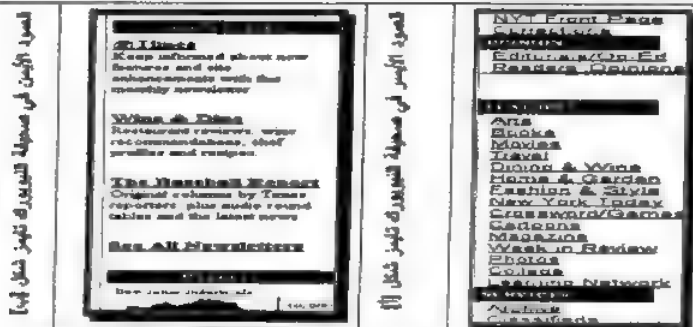 العمود الأيمن في صحيفة النيويورك تايمز شكل [أ]
NYT Front Page
OPINION
Editorials/Op-Ed
Readers' Opinions
FEATURES
Arts
Books
Movies
Travel
Dining & Wine
Home & Garden
Fashion & Style
New York Today
Crossword/Games
Cartoons
Magazine
Week in Review
Photos
College
Learning Network
SERVICES
Archive
Classifieds
في صحيفة النيويورك تايمز شكل [ب]
@Times
Keep informed about new
features and site
enhancements with this
monthly newsletter
Wine & Dine
Restaurant reviews, wine
recommendations, chef
profiles and recipes.
The Baseball Report
Original columns by Times
reporters plus audio round
tables and the latest news
See All Newsletters